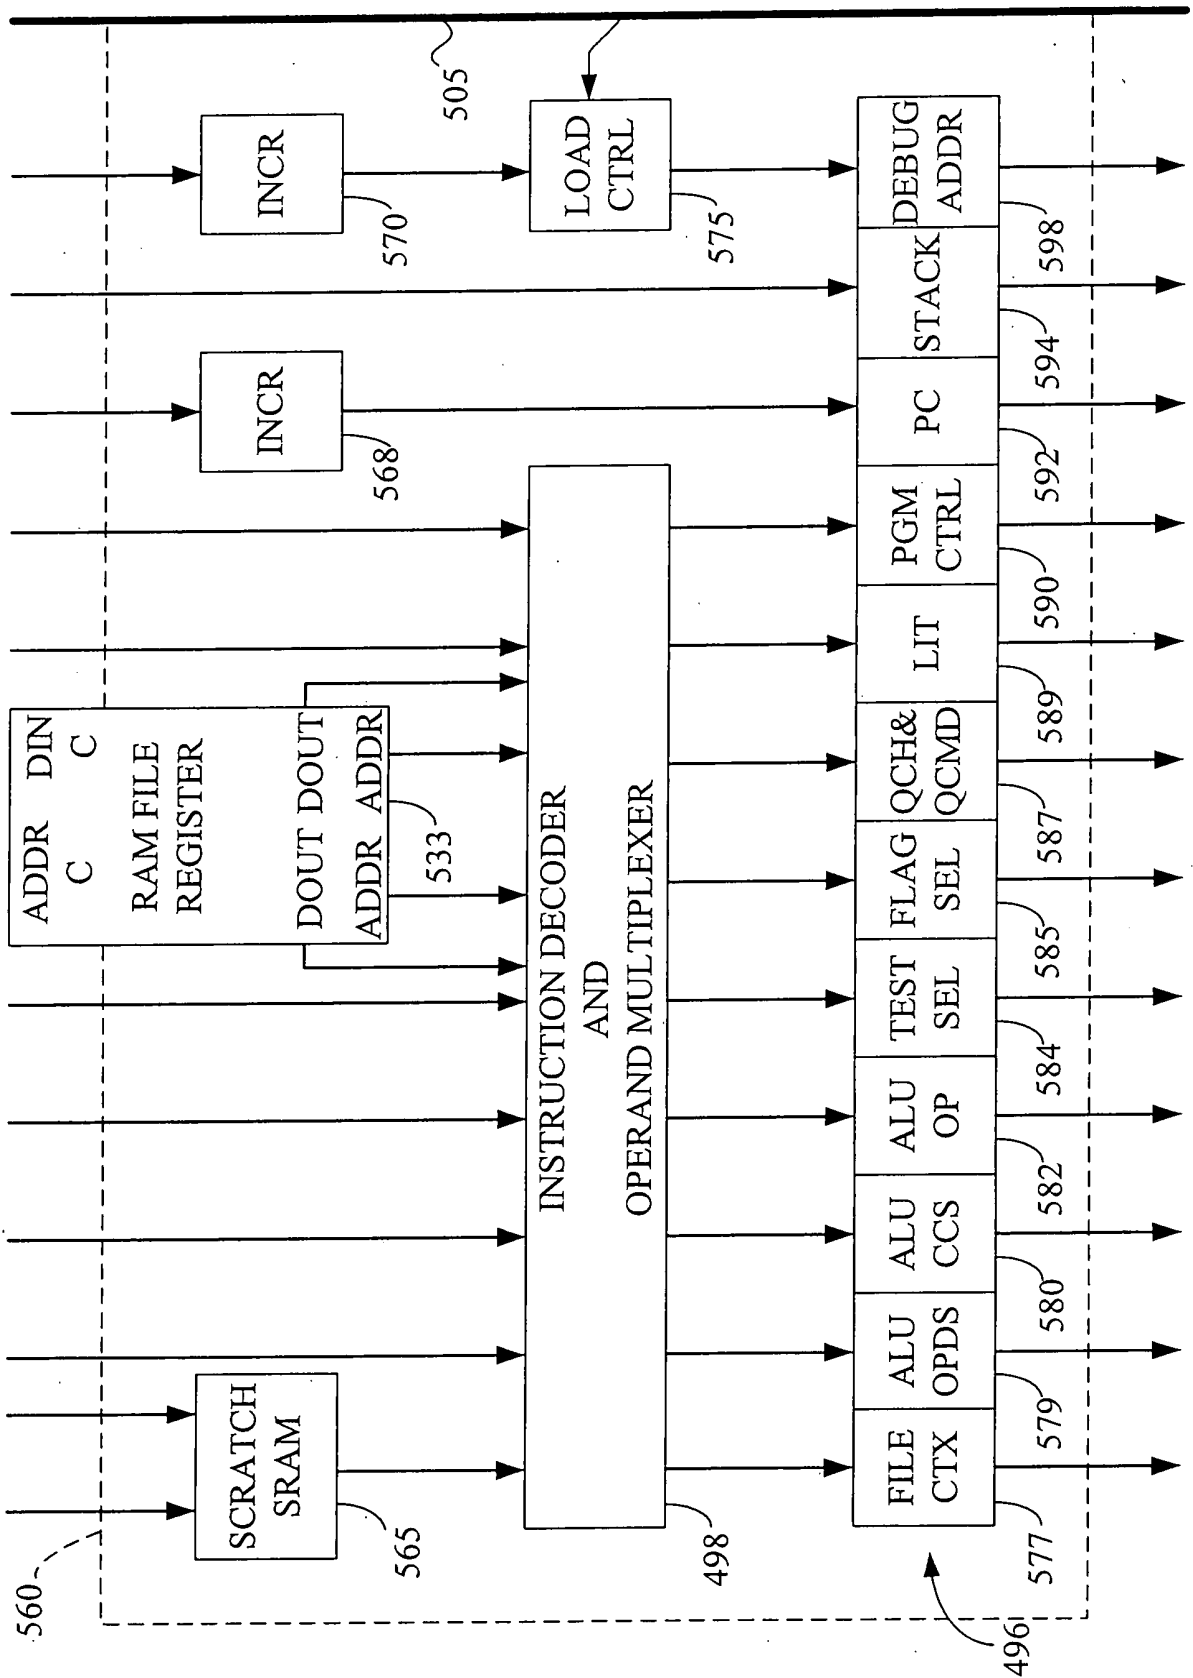 560
SCRATCH
SRAM
565
ADDR DIN
C C
RAM FILE
REGISTER
DOUT DOUT
ADDR ADDR
533
INCR
568
INCR
570
505
LOAD
CTRL
575
INSTRUCTION DECODER
AND
OPERAND MULTIPLEXER
498
496
FILE
CTX
577
ALU
OPDS
579
ALU
CCS
580
ALU
OP
582
TEST
SEL
584
FLAG
SEL
585
QCH&
QCMD
587
LIT
589
PGM
CTRL
590
PC
592
STACK
594
DEBUG
ADDR
598